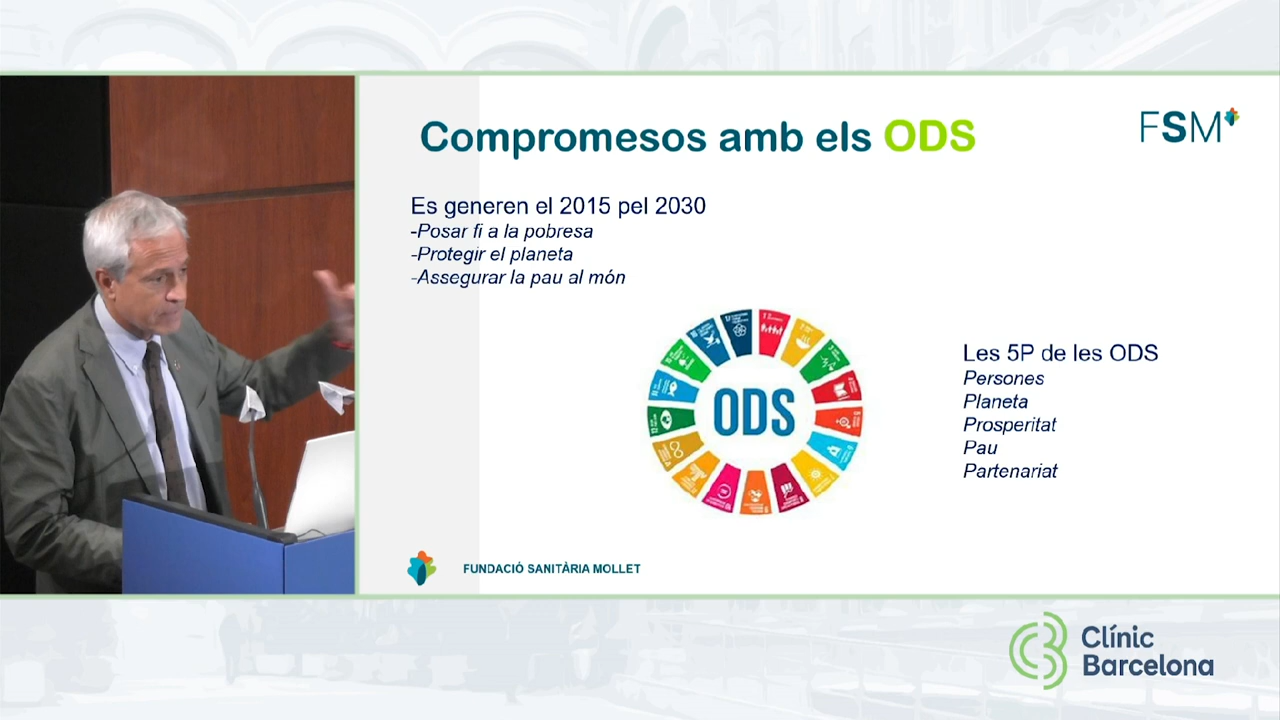 Compromesos amb els ODS
FSM
Es generen el 2015 pel 2030
-Posar fi a la pobresa
-Protegir el planeta
-Assegurar la pau al món
ODS
Les 5P de les ODS
Persones
Planeta
Prosperitat
Pau
Partenariat
FUNDACIÓ SANITÀRIA MOLLET
Clínic
Barcelona